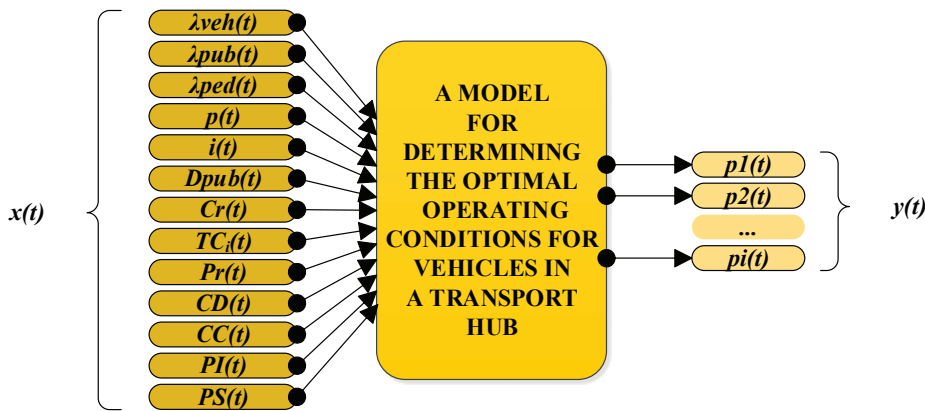 x(t)
λveh(t)
λpub(t)
λped(t)
p(t)
i(t)
Dpub(t)
Cr(t)
TCi(t)
Pr(t)
CD(t)
CC(t)
PI(t)
PS(t)
A MODEL
FOR
DETERMINING
THE OPTIMAL
OPERATING
CONDITIONS FOR
VEHICLES IN
A TRANSPORT
HUB
p1(t)
p2(t)
...
pi(t)
y(t)